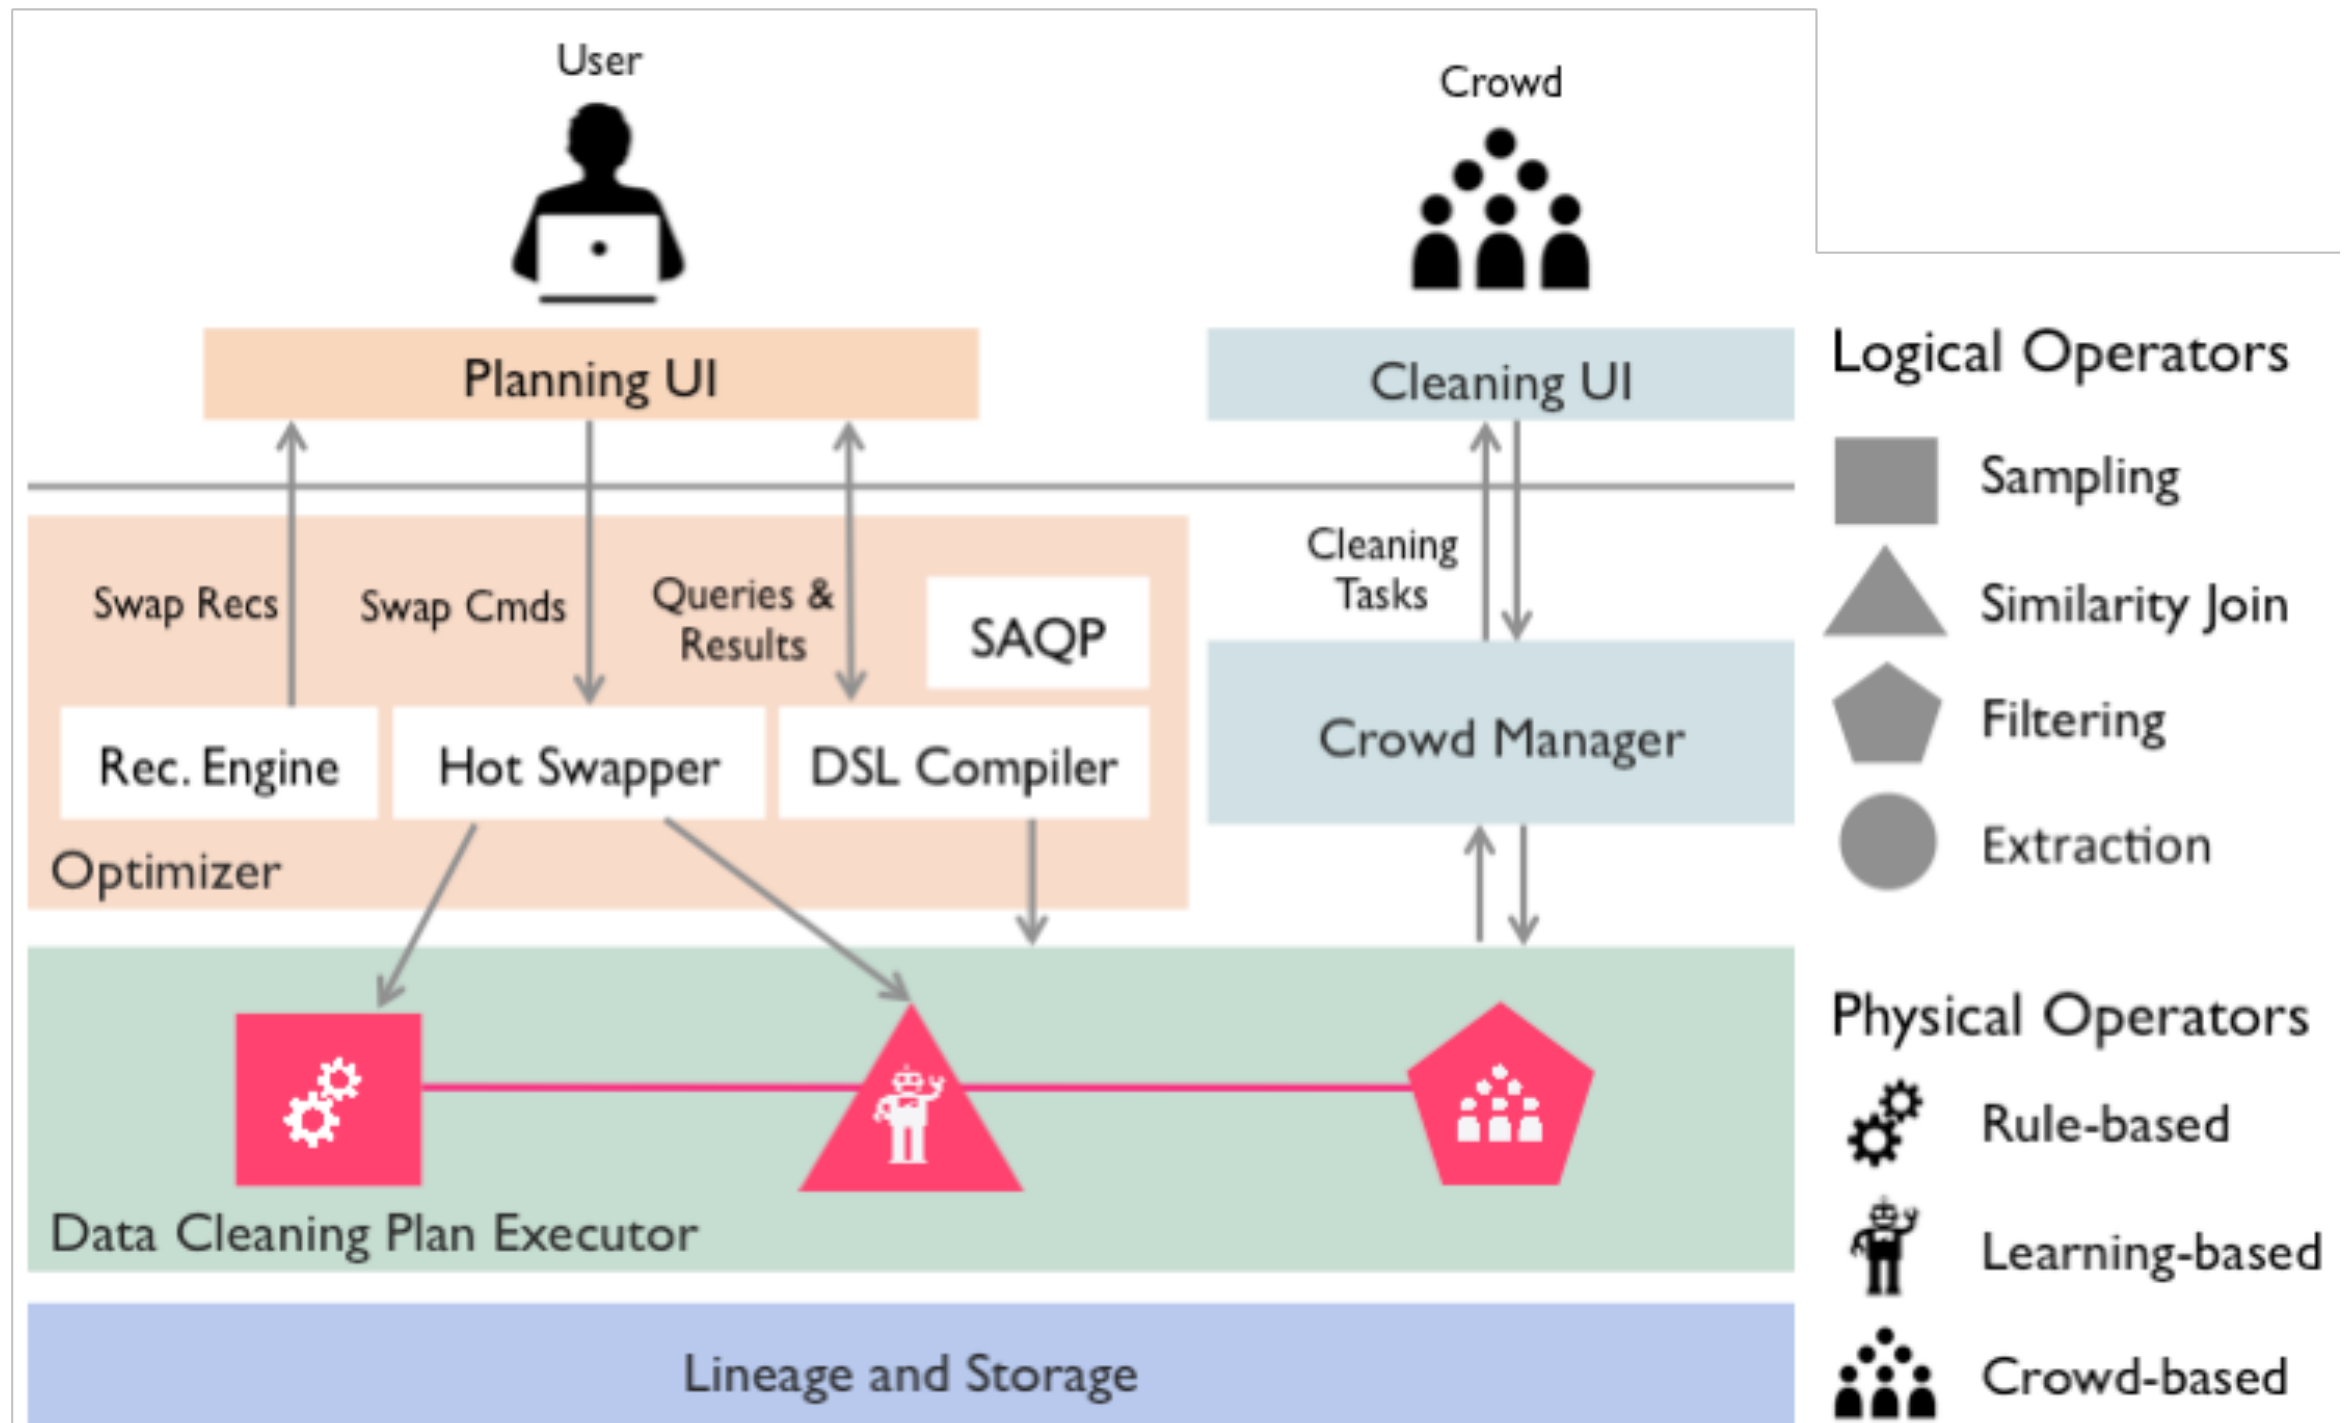 User
Crowd
Planning UI
Cleaning UI
Swap Recs
Swap Cmds
Queries &
Results
SAQP
Cleaning
Tasks
Rec. Engine
Hot Swapper
DSL Compiler
Crowd Manager
Optimizer
Data Cleaning Plan Executor
Lineage and Storage
Logical Operators
Sampling
Similarity Join
Filtering
Extraction
Physical Operators
Rule-based
Learning-based
Crowd-based